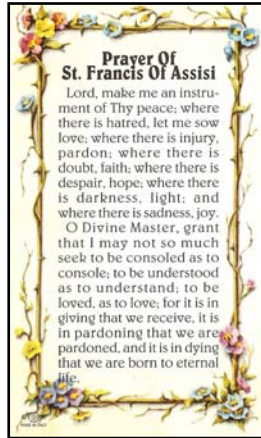 Prayer Of
St. Francis Of Assisi
Lord, make me an instru-
ment of Thy peace; where
there is hatred, let me sow
love; where there is injury,
pardon; where there is
doubt, faith; where there is
despair, hope; where there
is darkness, light; and
where there is sadness, joy.
O Divine Master, grant
that I may not so much
seek to be consoled as to
console; to be understood
as to understand; to be
loved, as to love; for it is in
giving that we receive, it is
in pardoning that we are
pardoned, and it is in dying
that we are born to eternal
life.